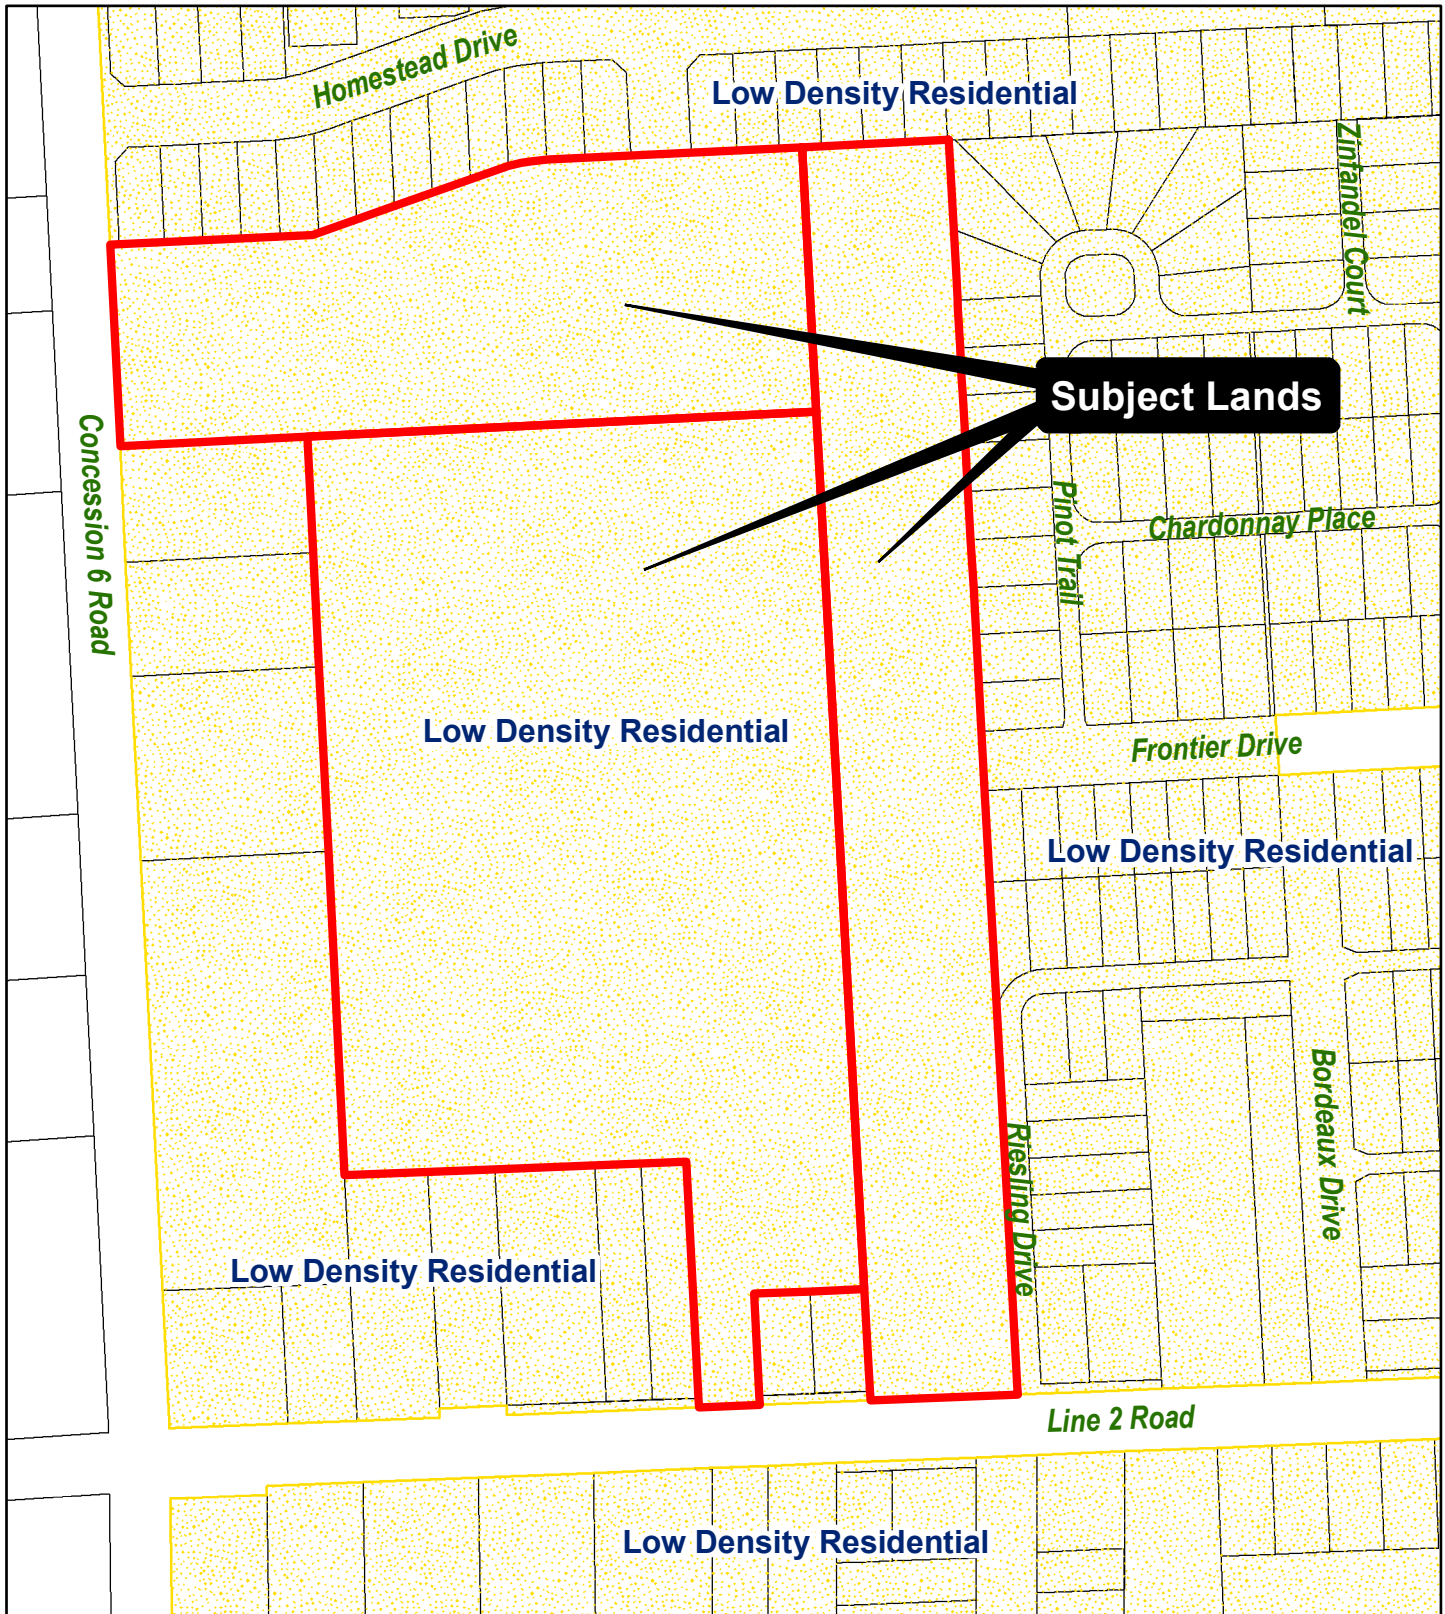 Homestead Drive
Low Density Residential
Zinfandel Court
Subject Lands
Concession 6 Road
Pinot Trail
Chardonnay Place
Low Density Residential
Frontier Drive
Low Density Residential
Bordeaux Drive
Riesling Drive
Low Density Residential
Line 2 Road
Low Density Residential